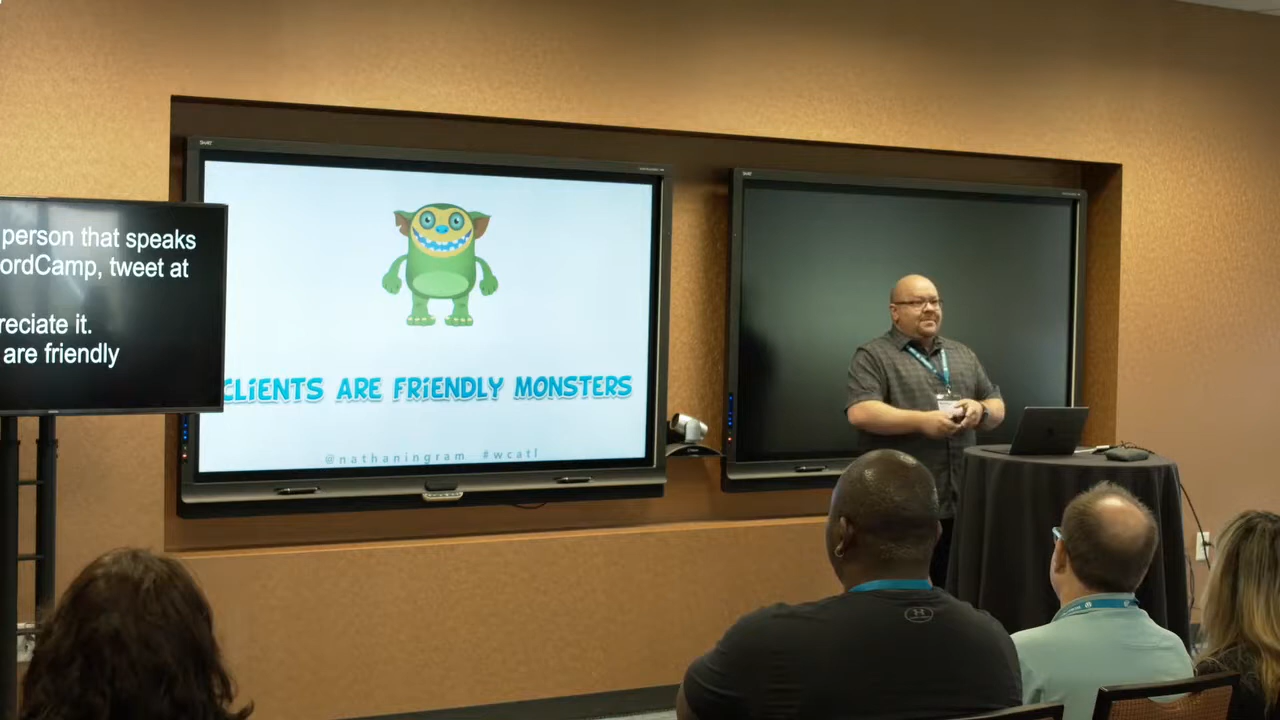 person that speaks
ordCamp, tweet at
reciate it.
are friendly
CLiENTS ARE FRiENDLY MONSTERS
@nathaningram #wcatl